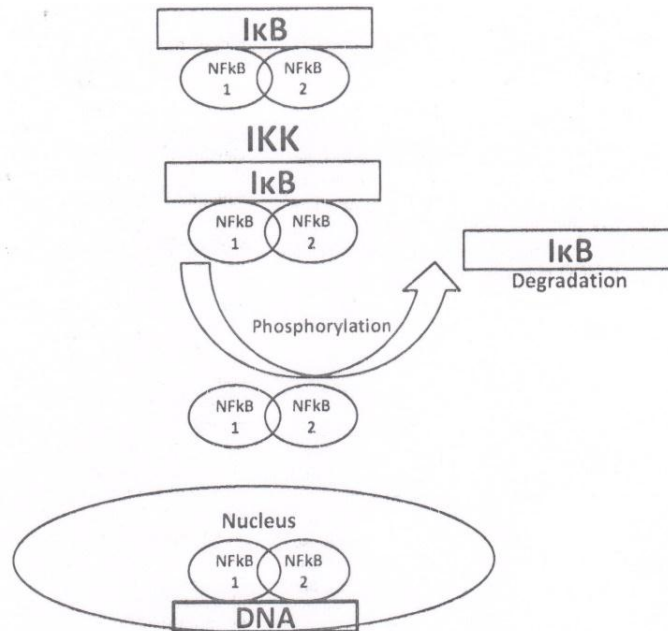 IκB
NFkB NFkB
1 2
IKK
IκB
NFkB NFkB
1 2
IκB
Degradation
Phosphorylation
NFkB NFkB
1 2
Nucleus
NFkB NFkB
1 2
DNA